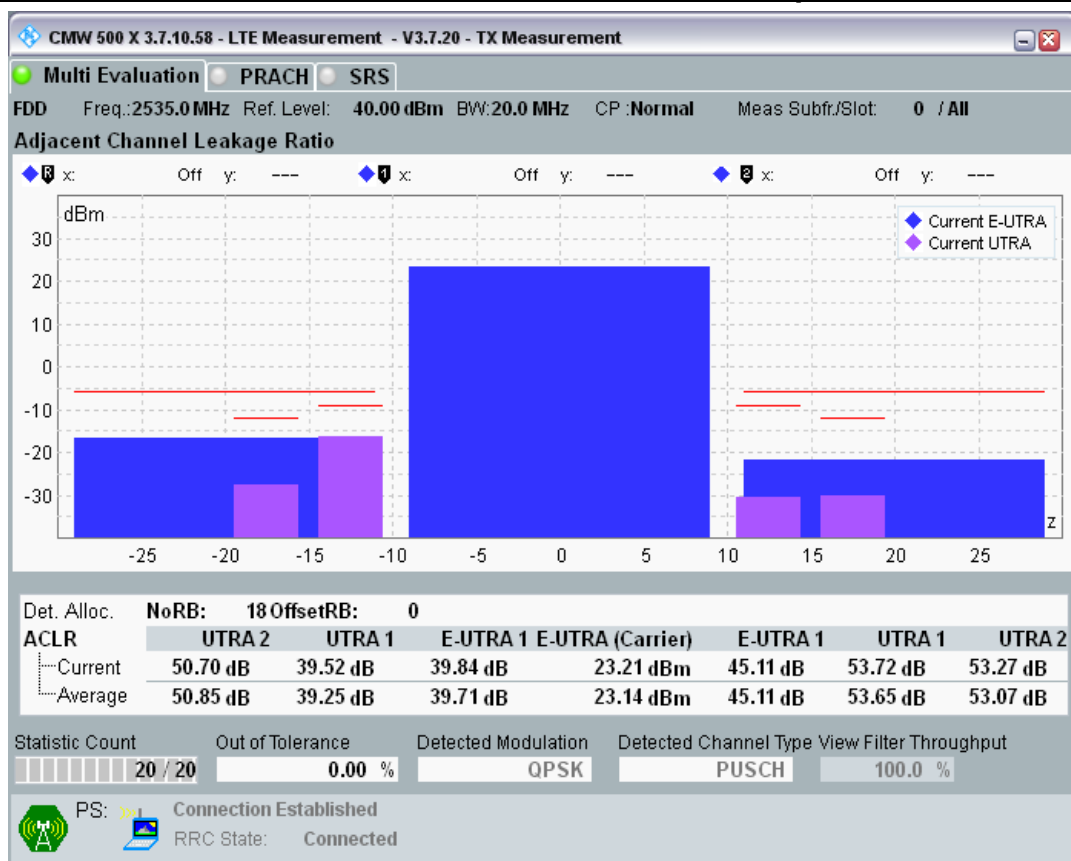 CMW 500 X 3.7.10.58 - LTE Measurement - V3.7.20 - TX Measurement
Multi Evaluation PRACH SRS
FDD Freq.:2535.0 MHz Ref. Level: 40.00 dBm BW:20.0 MHz CP :Normal Meas Subfr./Slot: 0 / All
Adjacent Channel Leakage Ratio
R x: Off y: --- 1 x: Off y: --- 2 x: Off y: ---
dBm
Current E-UTRA
Current UTRA
30
20
10
0
-10
-20
-30
z
-25 -20 -15 -10 -5 0 5 10 15 20 25
Det. Alloc. NoRB: 18 OffsetRB: 0
ACLR UTRA 2 UTRA 1 E-UTRA 1 E-UTRA (Carrier) E-UTRA 1 UTRA 1 UTRA 2
Current 50.70 dB 39.52 dB 39.84 dB 23.21 dBm 45.11 dB 53.72 dB 53.27 dB
Average 50.85 dB 39.25 dB 39.71 dB 23.14 dBm 45.11 dB 53.65 dB 53.07 dB
Statistic Count Out of Tolerance Detected Modulation Detected Channel Type View Filter Throughput
20 / 20 0.00 % QPSK PUSCH 100.0 %
PS: Connection Established
RRC State: Connected